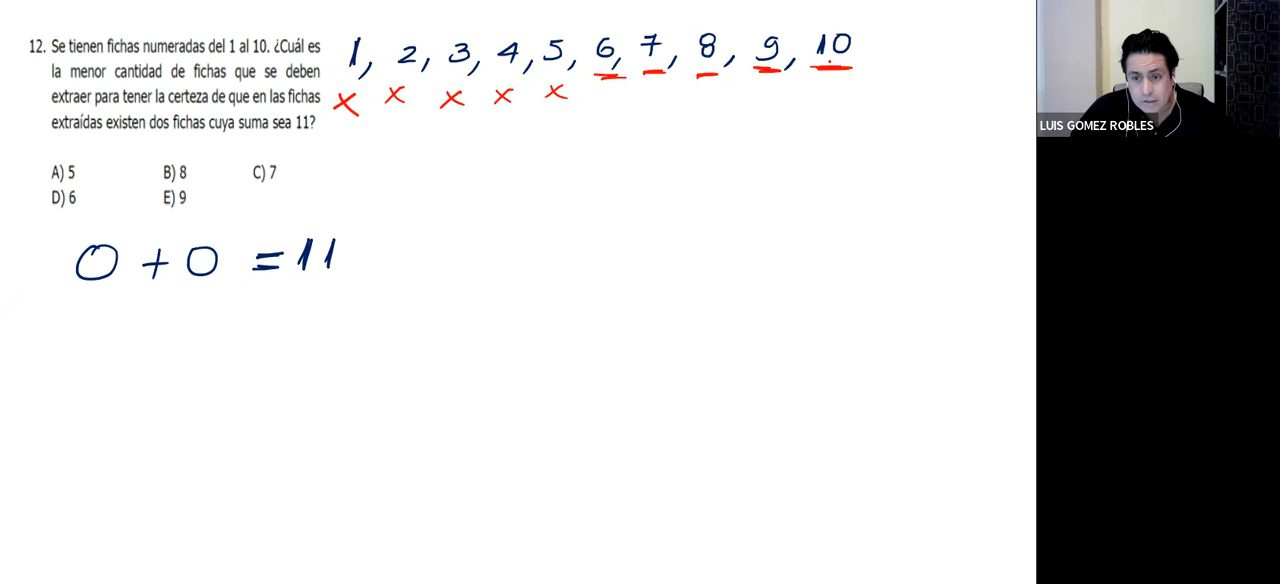 12. Se tienen fichas numeradas del 1 al 10. ¿Cuál es
la menor cantidad de fichas que se deben
extraer para tener la certeza de que en las fichas
extraídas existen dos fichas cuya suma sea 11?
A) 5 B) 8 C) 7
D) 6 E) 9
1, 2, 3, 4, 5, 6, 7, 8, 9, 10
x x x x x
0 + 0 = 11
LUIS GOMEZ ROBLES